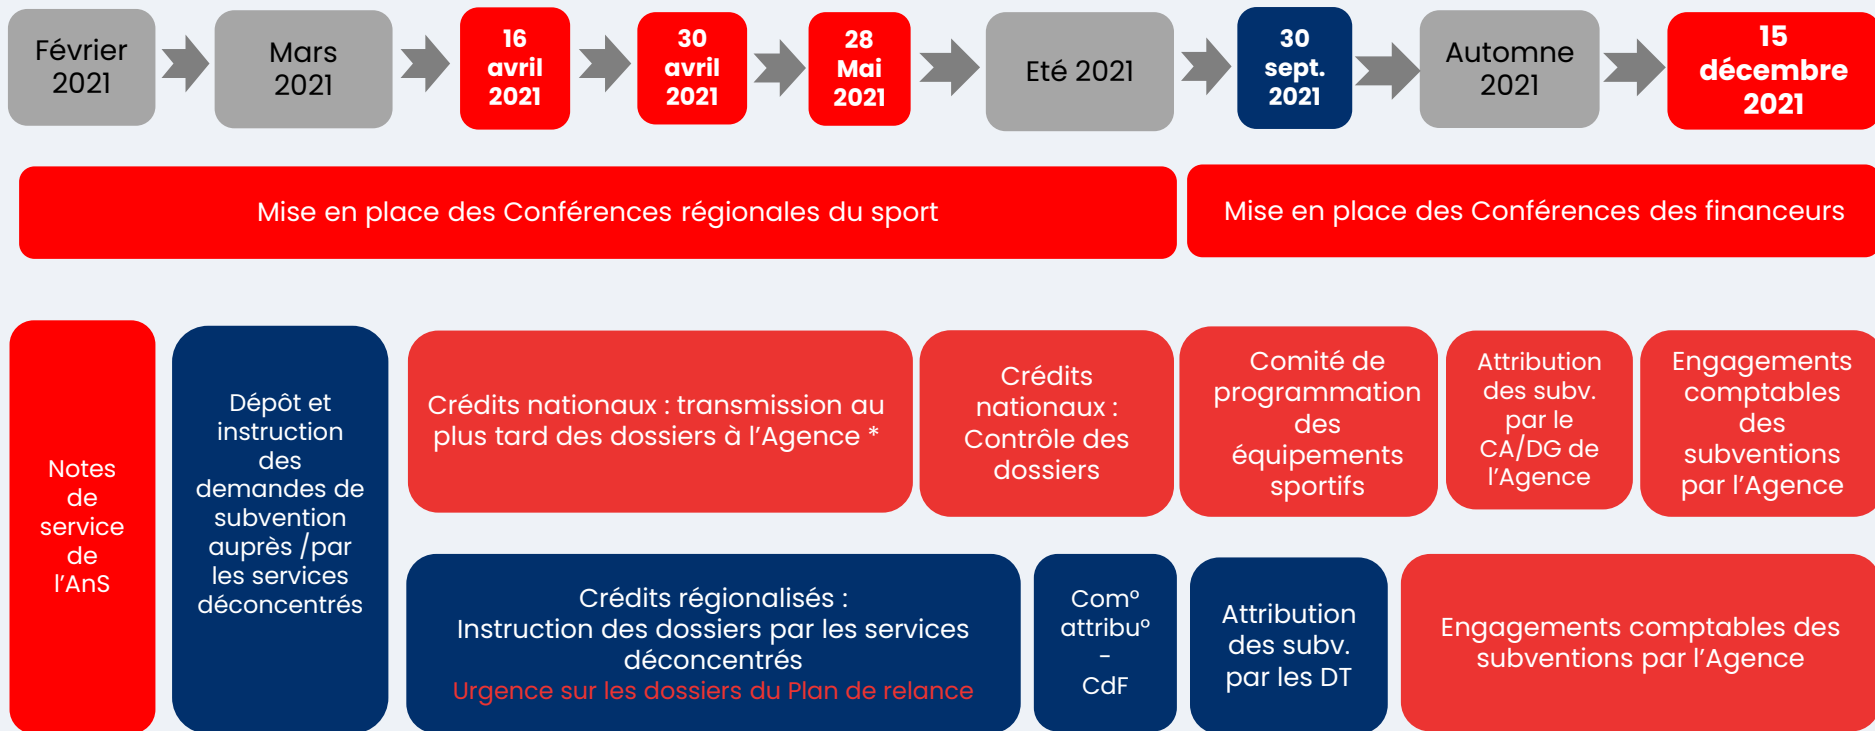 Février
2021
Mars
2021
16
avril
2021
30
avril
2021
28
Mai
2021
Eté 2021
30
sept.
2021
Automne
2021
15
décembre
2021
Mise en place des Conférences régionales du sport
Mise en place des Conférences des financeurs
Notes
de
service
de
l’AnS
Dépôt et
instruction
des
demandes de
subvention
auprès /par
les services
déconcentrés
Crédits nationaux : transmission au
plus tard des dossiers à l’Agence *
Crédits
nationaux :
Contrôle des
dossiers
Comité de
programmation
des
équipements
sportifs
Attribution
des subv.
par le
CA/DG de
l’Agence
Engagements
comptables
des
subventions
par l’Agence
Crédits régionalisés :
Instruction des dossiers par les services
déconcentrés
Urgence sur les dossiers du Plan de relance
Com°
attribu°
-
CdF
Attribution
des subv.
par les DT
Engagements comptables des
subventions par l’Agence